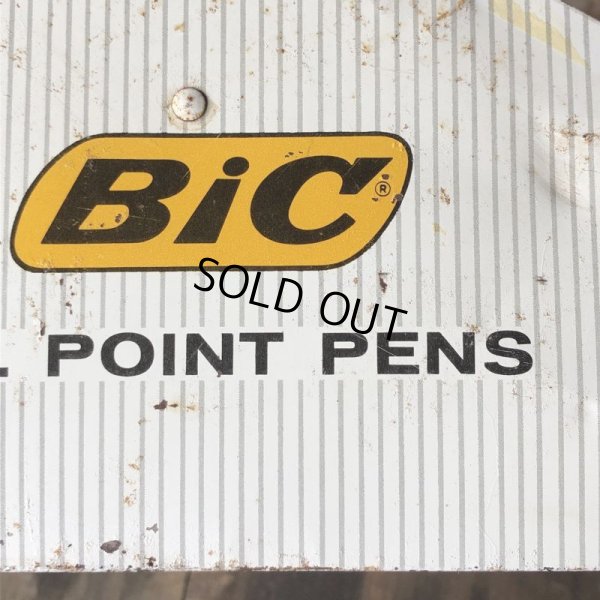 BiC®
SOLD OUT
L POINT PENS